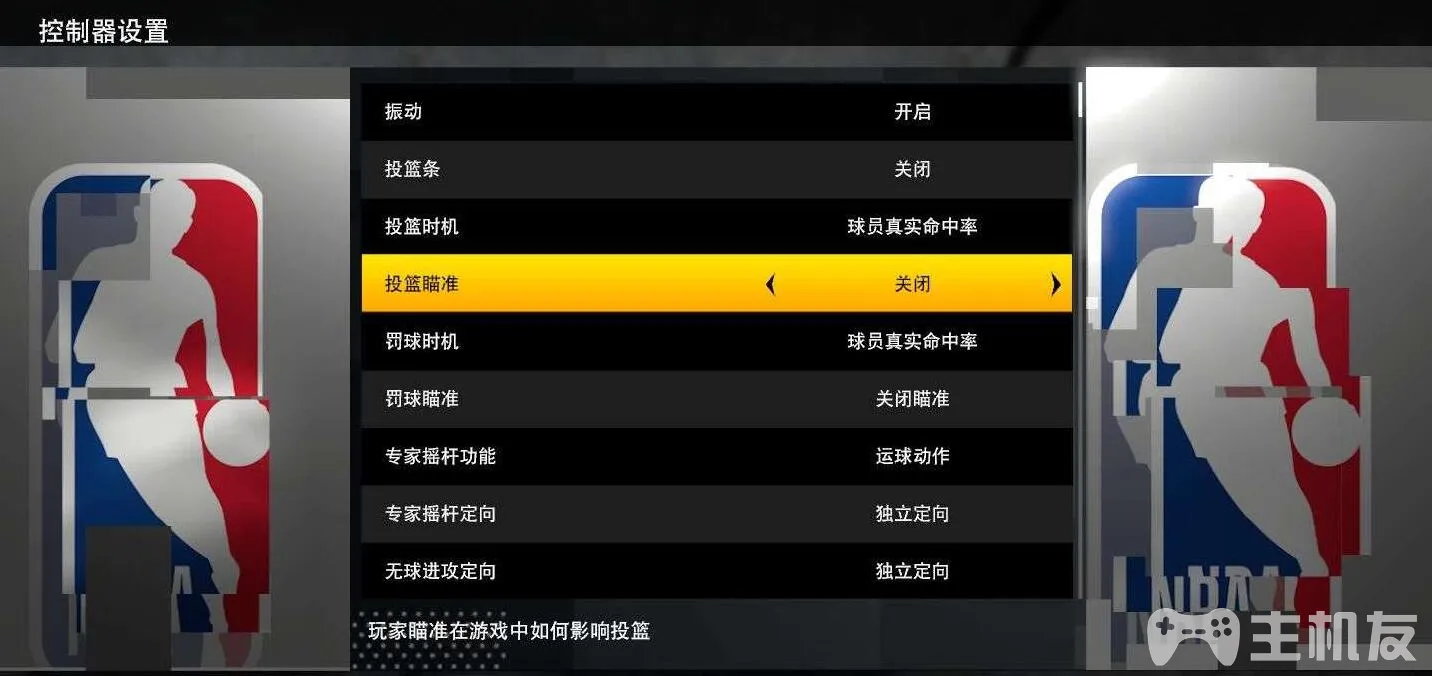 控制器设置
振动 开启
投篮条 关闭
投篮时机 球员真实命中率
投篮瞄准 关闭
罚球时机 球员真实命中率
罚球瞄准 关闭瞄准
专家摇杆功能 运球动作
专家摇杆定向 独立定向
无球进攻定向 独立定向
玩家瞄准在游戏中如何影响投篮
NBA
主机友